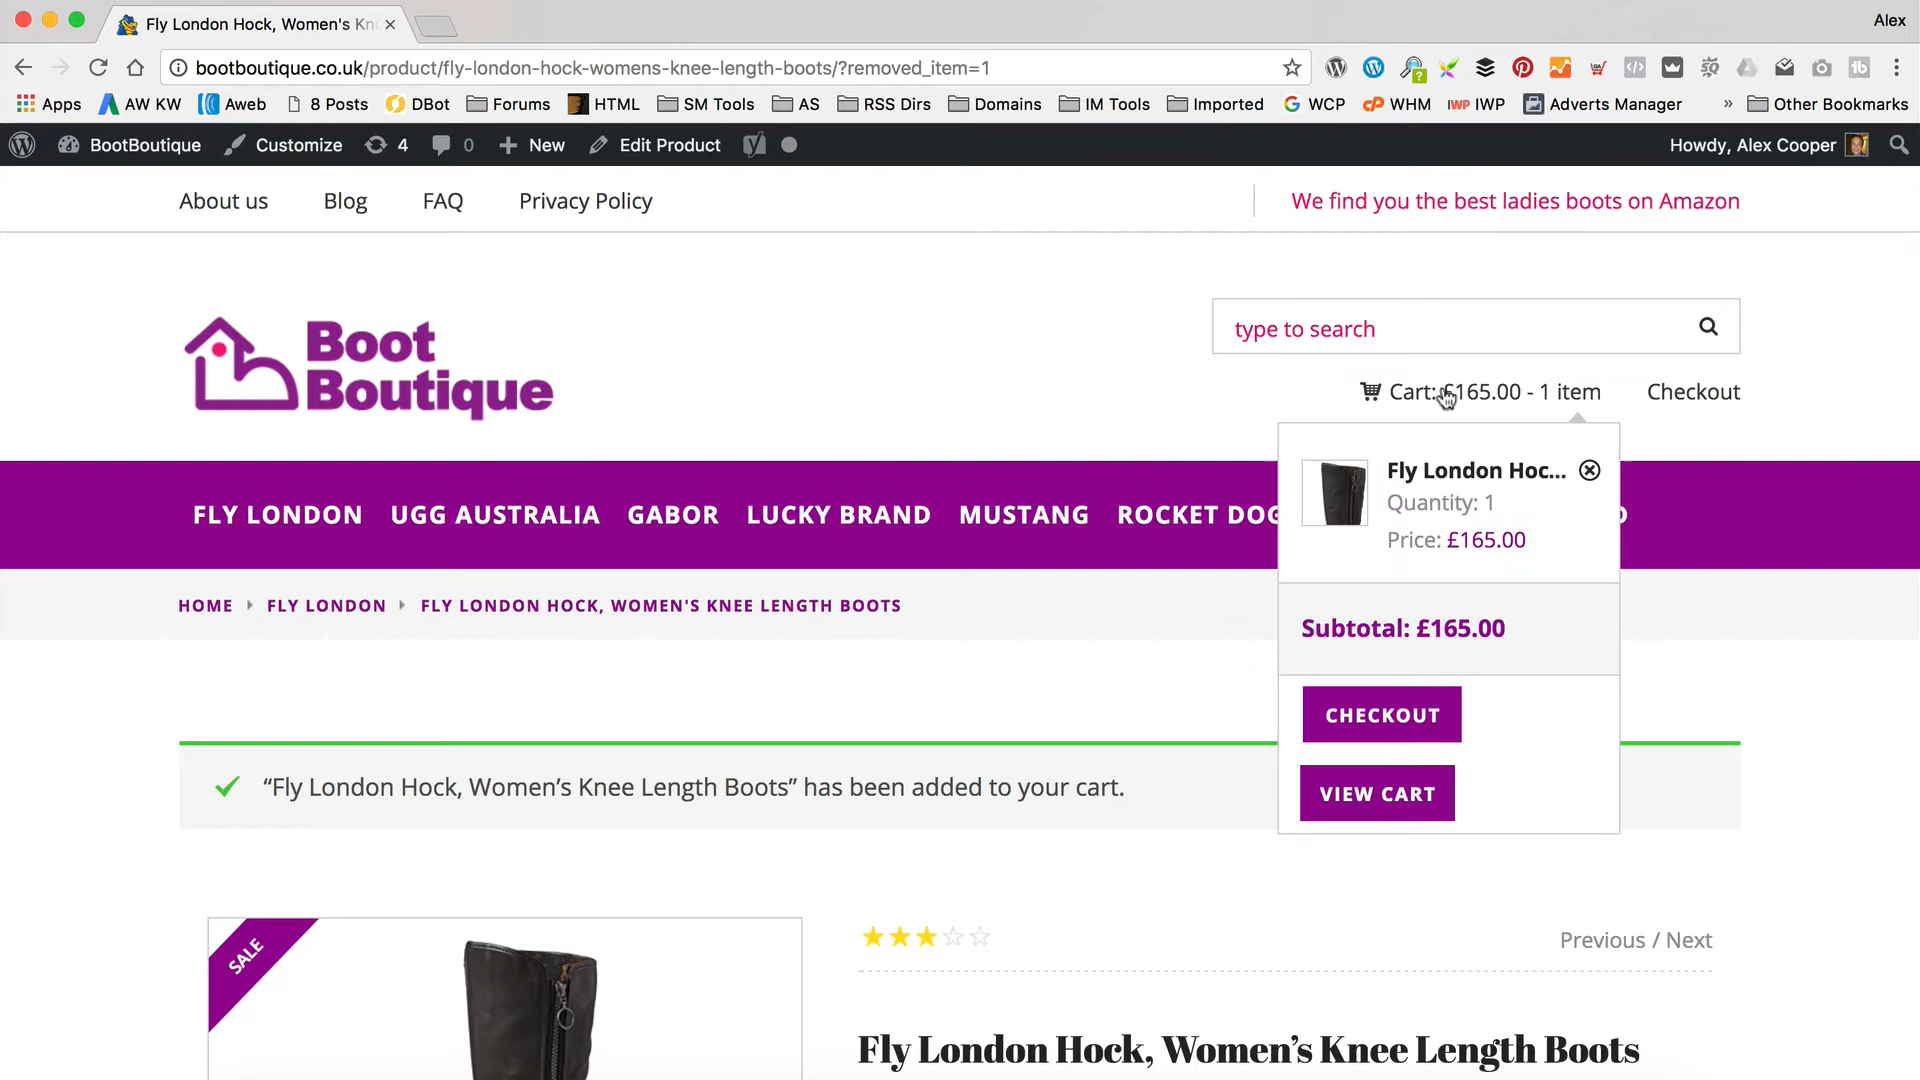 Fly London Hock, Women's Kn
Alex
bootboutique.co.uk/product/fly-london-hock-womens-knee-length-boots/?removed_item=1
Apps AW KW Aweb 8 Posts DBot Forums HTML SM Tools AS RSS Dirs Domains IM Tools Imported WCP WHM IWP IWP Adverts Manager » Other Bookmarks
BootBoutique Customize 4 0 New Edit Product Howdy, Alex Cooper
About us Blog FAQ Privacy Policy We find you the best ladies boots on Amazon
type to search
Boot
Boutique
Cart: £165.00 - 1 item Checkout
Fly London Hoc...
Quantity: 1
Price: £165.00
Subtotal: £165.00
CHECKOUT
VIEW CART
FLY LONDON UGG AUSTRALIA GABOR LUCKY BRAND MUSTANG ROCKET DOG
HOME FLY LONDON FLY LONDON HOCK, WOMEN'S KNEE LENGTH BOOTS
“Fly London Hock, Women’s Knee Length Boots” has been added to your cart.
SALE
Previous / Next
Fly London Hock, Women’s Knee Length Boots